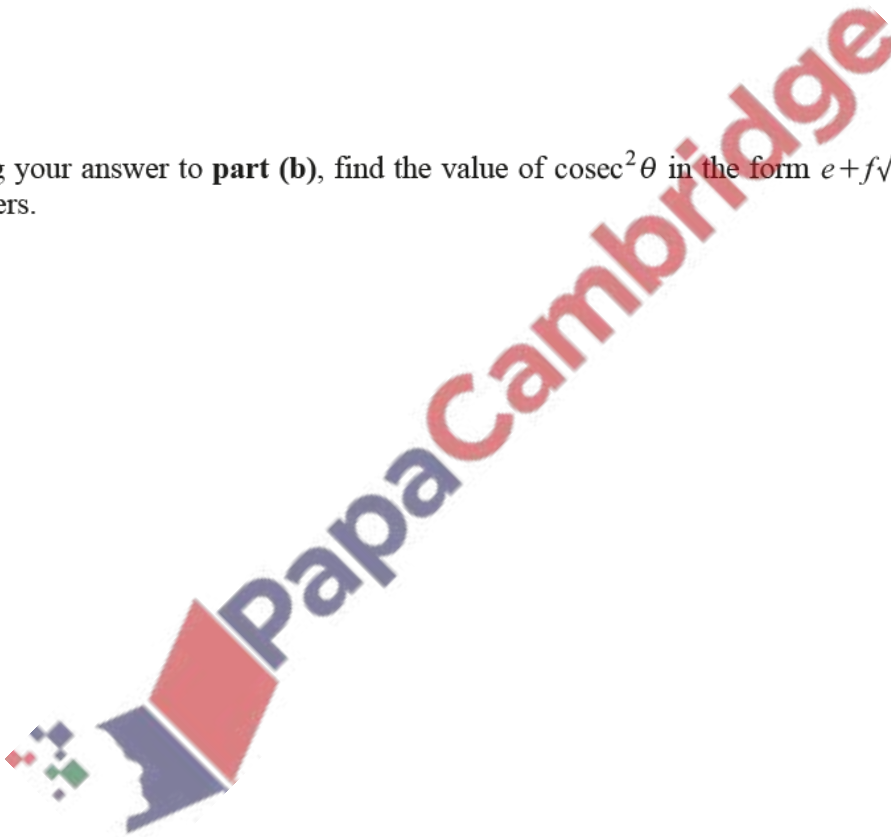 your answer to part (b), find the value of cosec²θ in the form e+f√
ers.
PapaCambridge